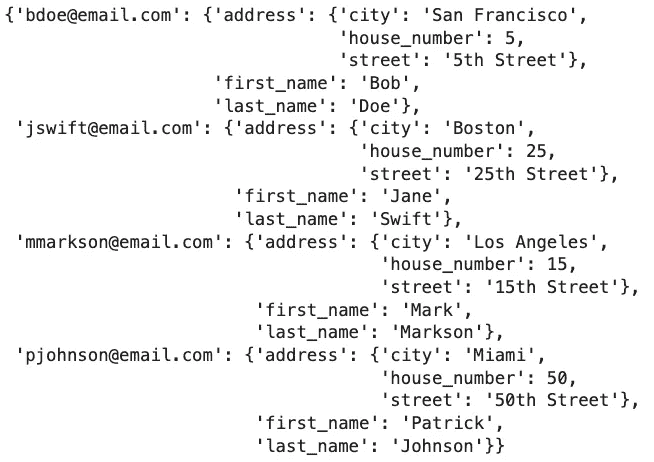 {'bdoe@email.com': {'address': {'city': 'San Francisco',
                                'house_number': 5,
                                'street': '5th Street'},
                    'first_name': 'Bob',
                    'last_name': 'Doe'},
 'jswift@email.com': {'address': {'city': 'Boston',
                                  'house_number': 25,
                                  'street': '25th Street'},
                      'first_name': 'Jane',
                      'last_name': 'Swift'},
 'mmarkson@email.com': {'address': {'city': 'Los Angeles',
                                    'house_number': 15,
                                    'street': '15th Street'},
                        'first_name': 'Mark',
                        'last_name': 'Markson'},
 'pjohnson@email.com': {'address': {'city': 'Miami',
                                    'house_number': 50,
                                    'street': '50th Street'},
                        'first_name': 'Patrick',
                        'last_name': 'Johnson'}}